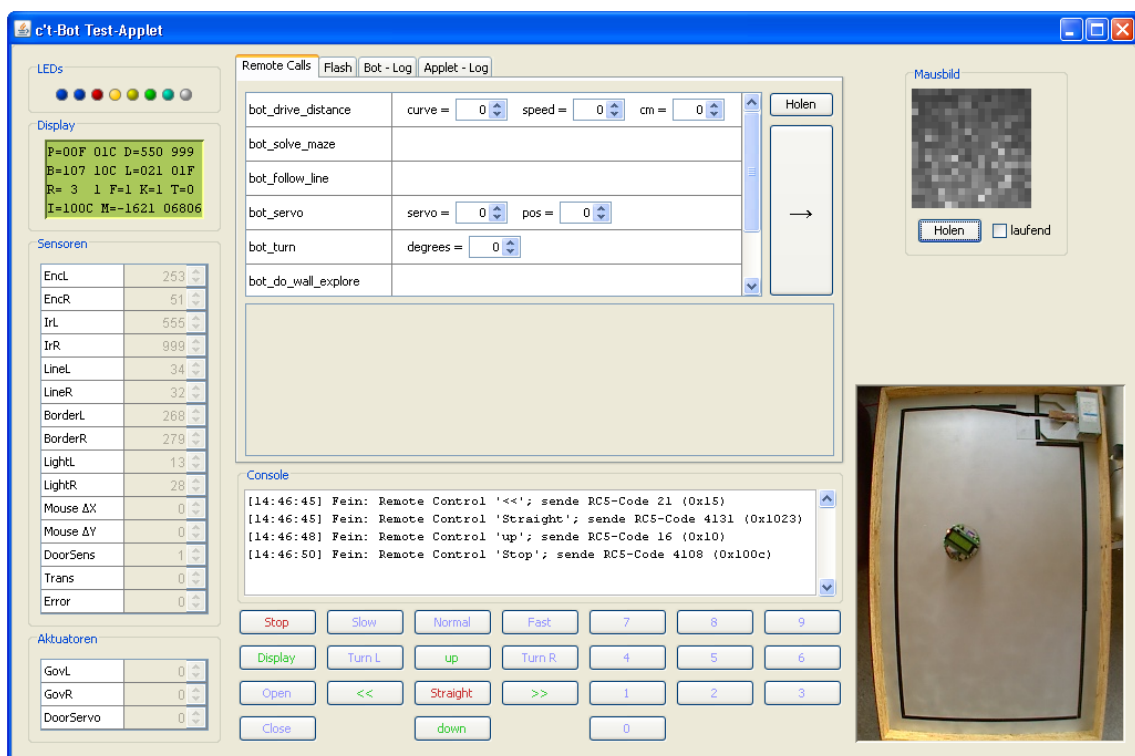 c't-Bot Test-Applet
LEDs
Display
P=00F 01C D=550 999
B=107 10C L=021 01F
R= 3  1 F=1 K=1 T=0
I=100C M=-1621 06806
Sensoren
EncL 253
EncR 51
IrL 555
IrR 999
LineL 34
LineR 32
BorderL 268
BorderR 279
LightL 13
LightR 28
Mouse ΔX 0
Mouse ΔY 0
DoorSens 1
Trans 0
Error 0
Aktuatoren
GovL 0
GovR 0
DoorServo 0
Remote Calls Flash Bot - Log Applet - Log
bot_drive_distance curve = 0 speed = 0 cm = 0
bot_solve_maze
bot_follow_line
bot_servo servo = 0 pos = 0
bot_turn degrees = 0
bot_do_wall_explore
Holen
→
Console
[14:46:45] Fein: Remote Control '<<'; sende RC5-Code 21 (0x15)
[14:46:45] Fein: Remote Control 'Straight'; sende RC5-Code 4131 (0x1023)
[14:46:48] Fein: Remote Control 'up'; sende RC5-Code 16 (0x10)
[14:46:50] Fein: Remote Control 'Stop'; sende RC5-Code 4108 (0x100c)
Stop Slow Normal Fast 7 8 9
Display Turn L up Turn R 4 5 6
Open << Straight >> 1 2 3
Close down 0
Mausbild
Holen laufend